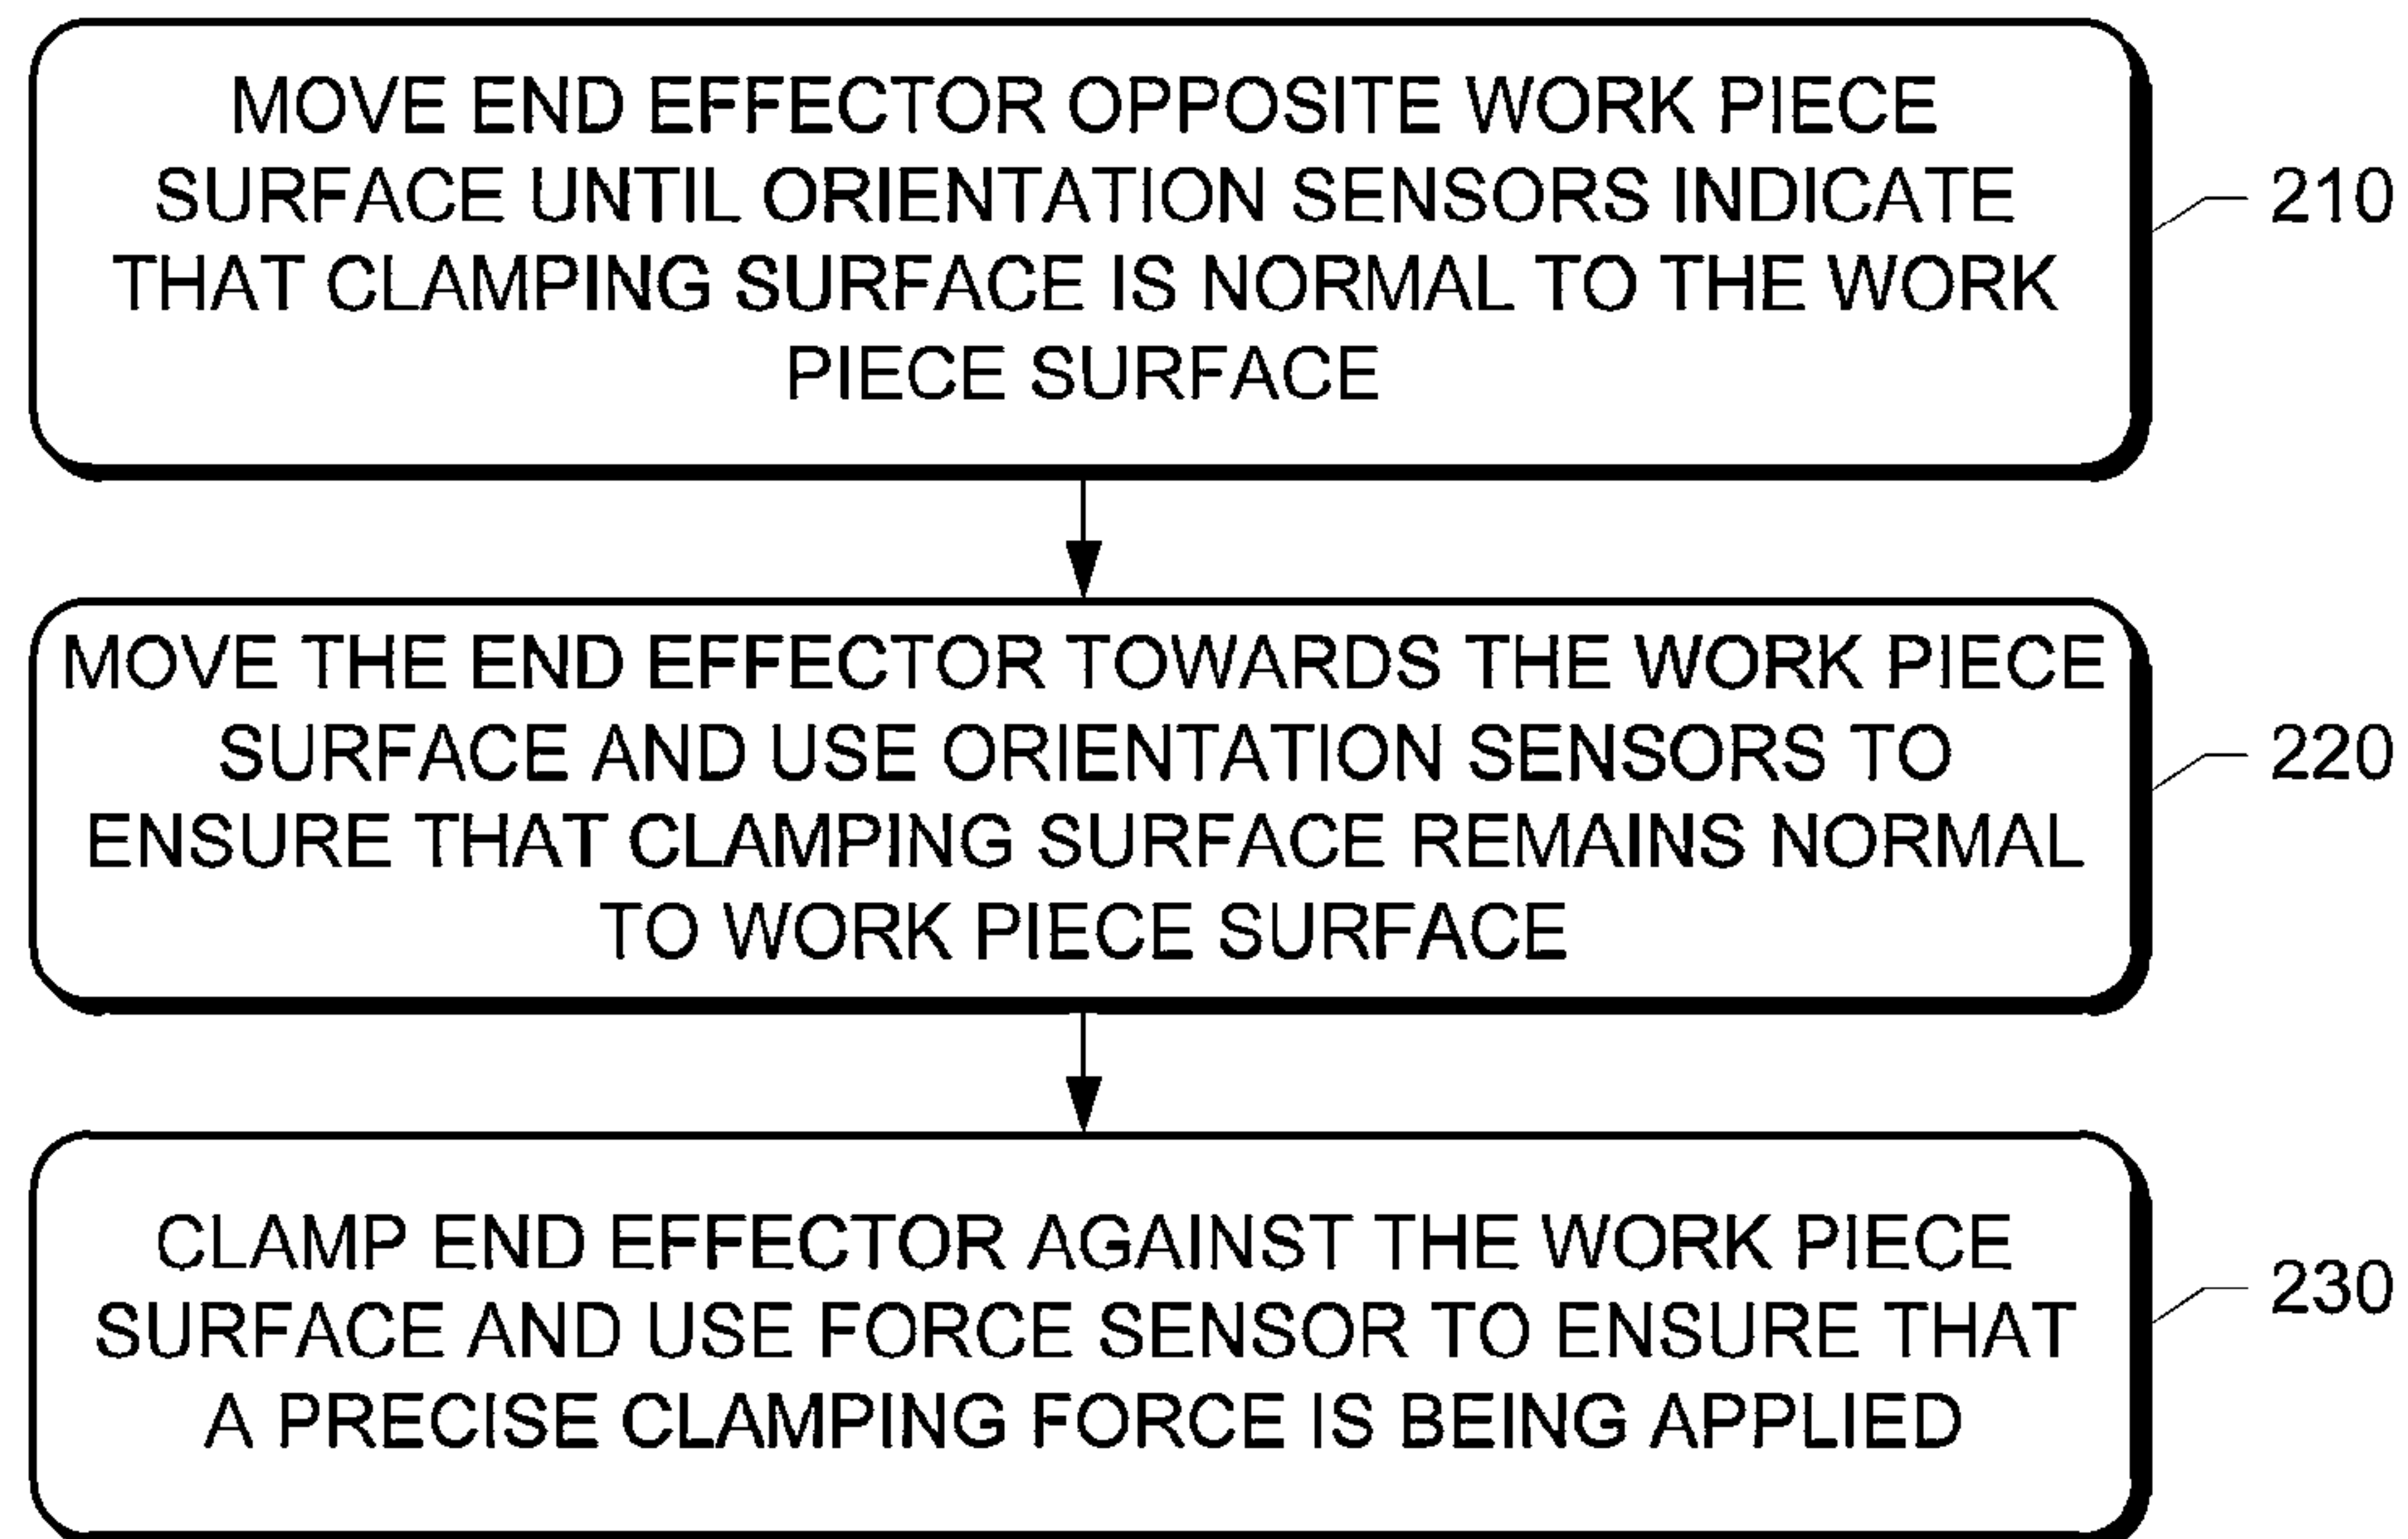 MOVE END EFFECTOR OPPOSITE WORK PIECE
SURFACE UNTIL ORIENTATION SENSORS INDICATE
THAT CLAMPING SURFACE IS NORMAL TO THE WORK
PIECE SURFACE
210
MOVE THE END EFFECTOR TOWARDS THE WORK PIECE
SURFACE AND USE ORIENTATION SENSORS TO
ENSURE THAT CLAMPING SURFACE REMAINS NORMAL
TO WORK PIECE SURFACE
220
CLAMP END EFFECTOR AGAINST THE WORK PIECE
SURFACE AND USE FORCE SENSOR TO ENSURE THAT
A PRECISE CLAMPING FORCE IS BEING APPLIED
230